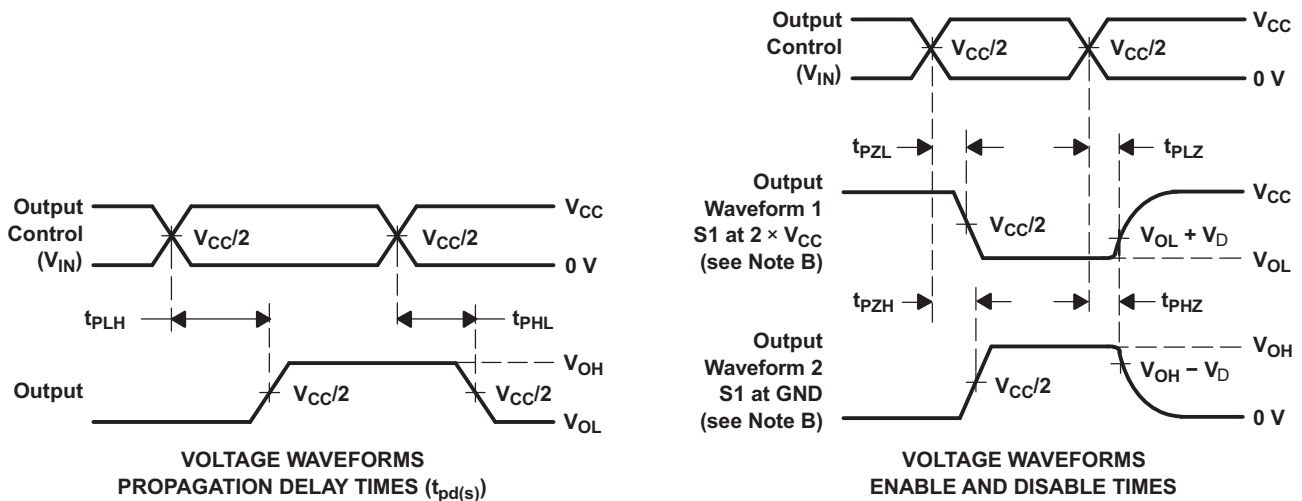 Output
Control
(VIN)
VCC/2
VCC/2
VCC
0 V
tPLH
tPHL
Output
VCC/2
VCC/2
VOH
VOL
VOLTAGE WAVEFORMS
PROPAGATION DELAY TIMES (tpd(s))
Output
Control
(VIN)
VCC/2
VCC/2
VCC
0 V
tPZL
tPLZ
Output
Waveform 1
S1 at 2 × VCC
(see Note B)
VCC/2
VCC
VOL + VD
VOL
tPZH
tPHZ
Output
Waveform 2
S1 at GND
(see Note B)
VCC/2
VOH
VOH − VD
0 V
VOLTAGE WAVEFORMS
ENABLE AND DISABLE TIMES